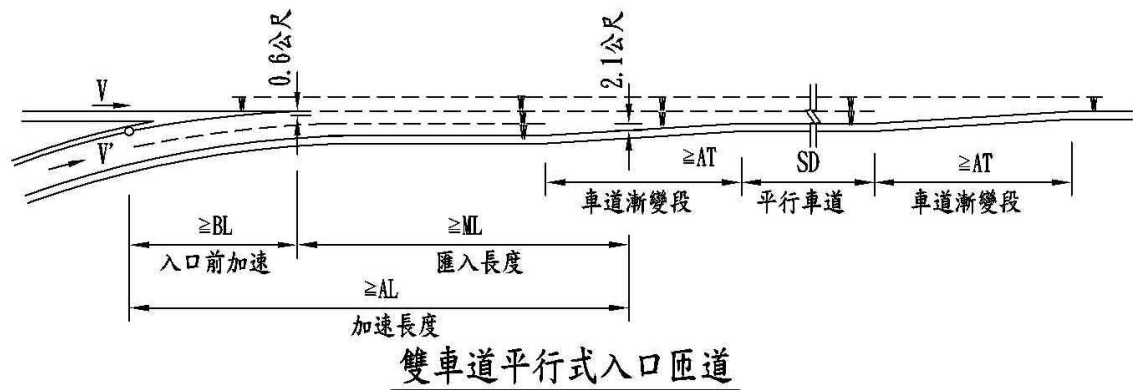 0.6公尺
2.1公尺
V
V'
≧AT
車道漸變段
SD
平行車道
≧AT
車道漸變段
≧BL
入口前加速
≧ML
匯入長度
≧AL
加速長度
雙車道平行式入口匝道